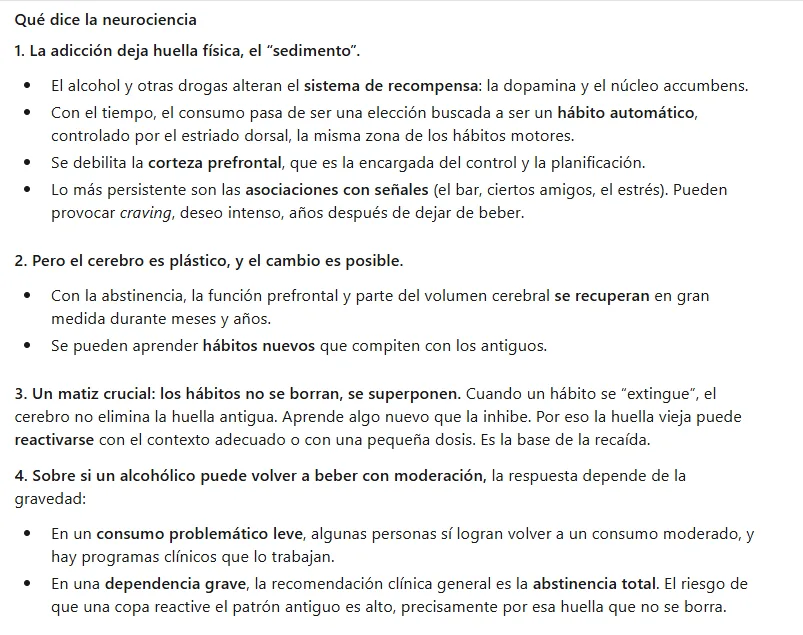 Qué dice la neurociencia
1. La adicción deja huella física, el “sedimento”.
• El alcohol y otras drogas alteran el sistema de recompensa: la dopamina y el núcleo accumbens.
• Con el tiempo, el consumo pasa de ser una elección buscada a ser un hábito automático,
controlado por el estriado dorsal, la misma zona de los hábitos motores.
• Se debilita la corteza prefrontal, que es la encargada del control y la planificación.
• Lo más persistente son las asociaciones con señales (el bar, ciertos amigos, el estrés). Pueden
provocar craving, deseo intenso, años después de dejar de beber.
2. Pero el cerebro es plástico, y el cambio es posible.
• Con la abstinencia, la función prefrontal y parte del volumen cerebral se recuperan en gran
medida durante meses y años.
• Se pueden aprender hábitos nuevos que compiten con los antiguos.
3. Un matiz crucial: los hábitos no se borran, se superponen. Cuando un hábito se “extingue”, el
cerebro no elimina la huella antigua. Aprende algo nuevo que la inhibe. Por eso la huella vieja puede
reactivarse con el contexto adecuado o con una pequeña dosis. Es la base de la recaída.
4. Sobre si un alcohólico puede volver a beber con moderación, la respuesta depende de la
gravedad:
• En un consumo problemático leve, algunas personas sí logran volver a un consumo moderado, y
hay programas clínicos que lo trabajan.
• En una dependencia grave, la recomendación clínica general es la abstinencia total. El riesgo de
que una copa reactive el patrón antiguo es alto, precisamente por esa huella que no se borra.